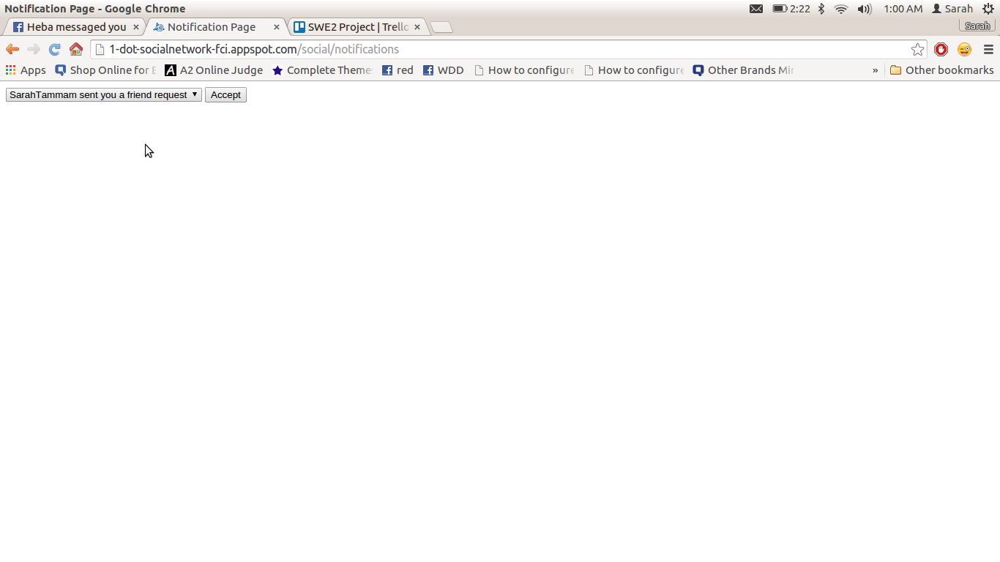 Notification Page - Google Chrome
2:22 1:00 AM Sarah
Heba messaged you
Notification Page
SWE2 Project | Trello
Sarah
1-dot-socialnetwork-fci.appspot.com/social/notifications
Apps
Shop Online for
A2 Online Judge
Complete Themes
red
WDD
How to configure
How to configure
Other Brands
» Other bookmarks
SarahTammam sent you a friend request
Accept